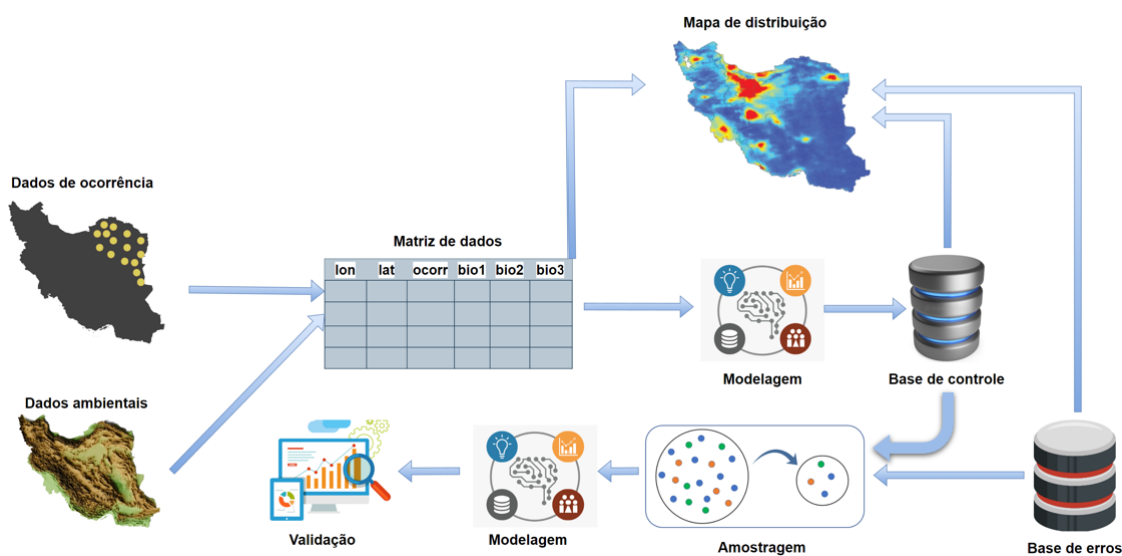 Mapa de distribuição
Dados de ocorrência
Matriz de dados
lon lat ocorr bio1 bio2 bio3
Modelagem
Base de controle
Dados ambientais
Validação
Modelagem
Amostragem
Base de erros